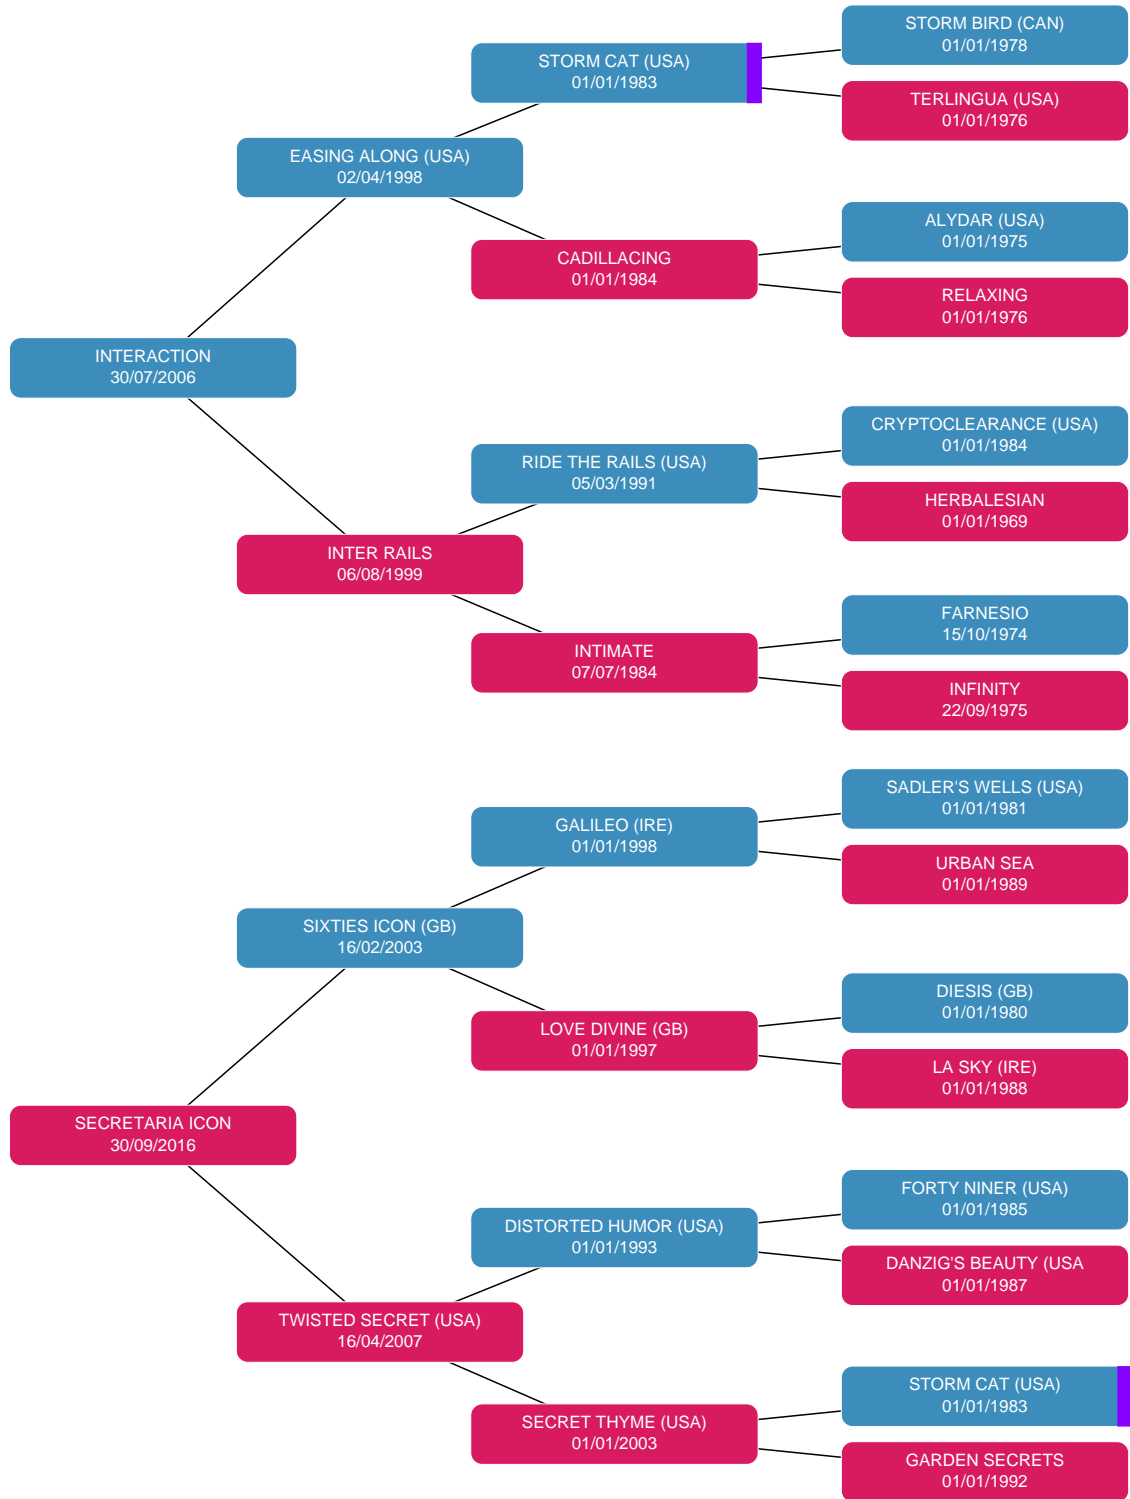 STORM BIRD (CAN)
01/01/1978
STORM CAT (USA)
01/01/1983
TERLINGUA (USA)
01/01/1976
EASING ALONG (USA)
02/04/1998
ALYDAR (USA)
01/01/1975
CADILLACING
01/01/1984
RELAXING
01/01/1976
INTERACTION
30/07/2006
CRYPTOCLEARANCE (USA)
01/01/1984
RIDE THE RAILS (USA)
05/03/1991
HERBALESIAN
01/01/1969
INTER RAILS
06/08/1999
FARNESIO
15/10/1974
INTIMATE
07/07/1984
INFINITY
22/09/1975
SADLER'S WELLS (USA)
01/01/1981
GALILEO (IRE)
01/01/1998
URBAN SEA
01/01/1989
SIXTIES ICON (GB)
16/02/2003
DIESIS (GB)
01/01/1980
LOVE DIVINE (GB)
01/01/1997
LA SKY (IRE)
01/01/1988
SECRETARIA ICON
30/09/2016
FORTY NINER (USA)
01/01/1985
DISTORTED HUMOR (USA)
01/01/1993
DANZIG'S BEAUTY (USA
01/01/1987
TWISTED SECRET (USA)
16/04/2007
STORM CAT (USA)
01/01/1983
SECRET THYME (USA)
01/01/2003
GARDEN SECRETS
01/01/1992